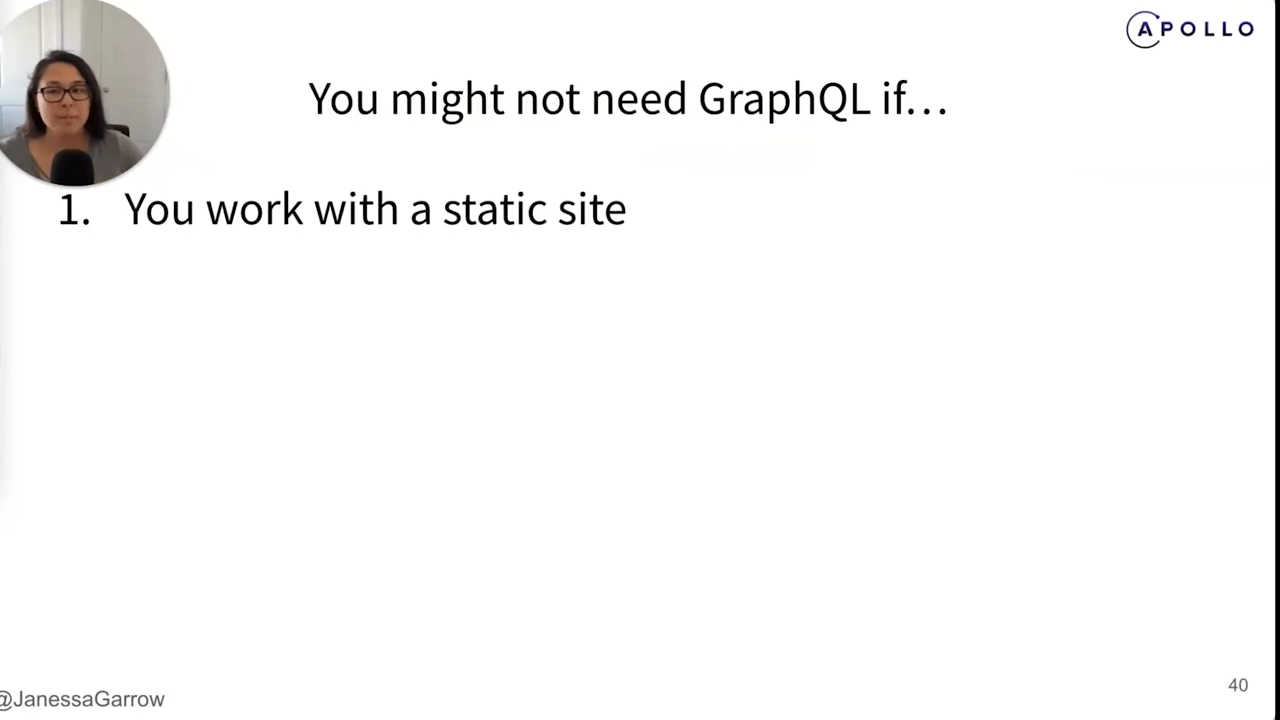 APOLLO
You might not need GraphQL if…
1. You work with a static site
@JanessaGarrow
40